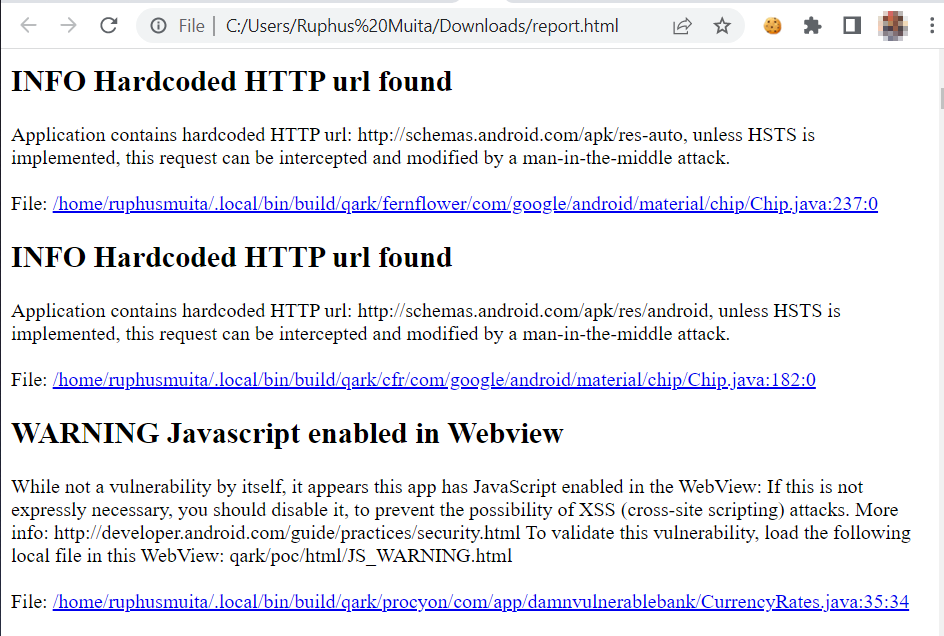 File | C:/Users/Ruphus%20Muita/Downloads/report.html
INFO Hardcoded HTTP url found
Application contains hardcoded HTTP url: http://schemas.android.com/apk/res-auto, unless HSTS is
implemented, this request can be intercepted and modified by a man-in-the-middle attack.
File: /home/ruphusmuita/.local/bin/build/qark/fernflower/com/google/android/material/chip/Chip.java:237:0
INFO Hardcoded HTTP url found
Application contains hardcoded HTTP url: http://schemas.android.com/apk/res/android, unless HSTS is
implemented, this request can be intercepted and modified by a man-in-the-middle attack.
File: /home/ruphusmuita/.local/bin/build/qark/cfr/com/google/android/material/chip/Chip.java:182:0
WARNING Javascript enabled in Webview
While not a vulnerability by itself, it appears this app has JavaScript enabled in the WebView: If this is not
expressly necessary, you should disable it, to prevent the possibility of XSS (cross-site scripting) attacks. More
info: http://developer.android.com/guide/practices/security.html To validate this vulnerability, load the following
local file in this WebView: qark/poc/html/JS_WARNING.html
File: /home/ruphusmuita/.local/bin/build/qark/procyon/com/app/damnvulnerablebank/CurrencyRates.java:35:34